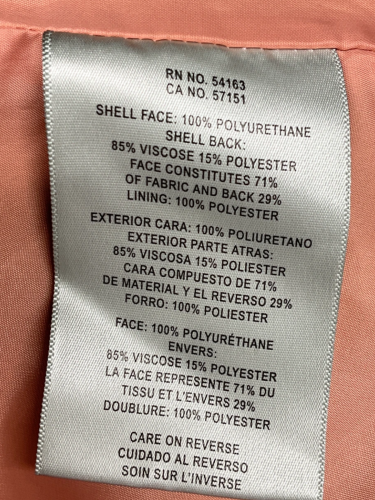 RN NO. 54163
CA NO. 57151
SHELL FACE: 100% POLYURETHANE
SHELL BACK:
85% VISCOSE 15% POLYESTER
FACE CONSTITUTES 71%
OF FABRIC AND BACK 29%
LINING: 100% POLYESTER
EXTERIOR CARA: 100% POLIURETANO
EXTERIOR PARTE ATRAS:
85% VISCOSA 15% POLIESTER
CARA COMPUESTO DE 71%
DE MATERIAL Y EL REVERSO 29%
FORRO: 100% POLIESTER
FACE: 100% POLYURÉTHANE
ENVERS:
85% VISCOSE 15% POLYESTER
LA FACE REPRESENTE 71% DU
TISSU ET L'ENVERS 29%
DOUBLURE: 100% POLYESTER
CARE ON REVERSE
CUIDADO AL REVERSO
SOIN SUR L'INVERSE